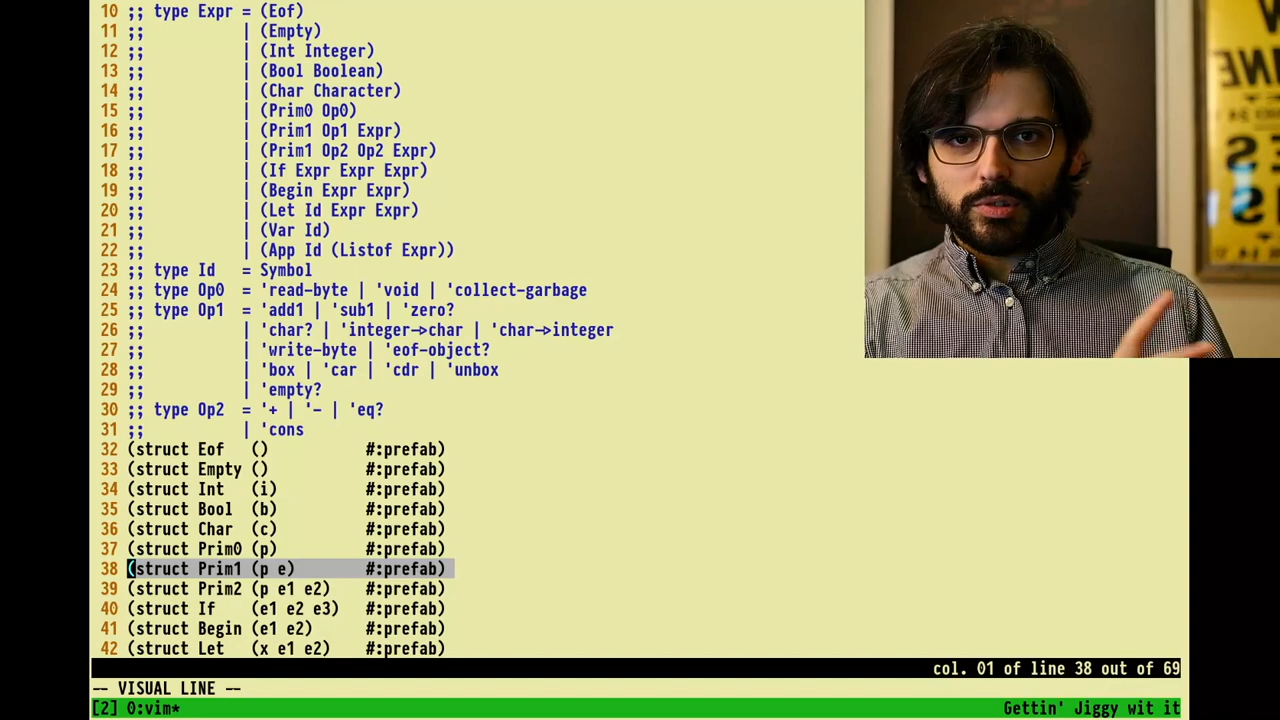 10 ;; type Expr = (Eof)
11 ;;           | (Empty)
12 ;;           | (Int Integer)
13 ;;           | (Bool Boolean)
14 ;;           | (Char Character)
15 ;;           | (Prim0 Op0)
16 ;;           | (Prim1 Op1 Expr)
17 ;;           | (Prim1 Op2 Op2 Expr)
18 ;;           | (If Expr Expr Expr)
19 ;;           | (Begin Expr Expr)
20 ;;           | (Let Id Expr Expr)
21 ;;           | (Var Id)
22 ;;           | (App Id (Listof Expr))
23 ;; type Id   = Symbol
24 ;; type Op0  = 'read-byte | 'void | 'collect-garbage
25 ;; type Op1  = 'add1 | 'sub1 | 'zero?
26 ;;           | 'char? | 'integer->char | 'char->integer
27 ;;           | 'write-byte | 'eof-object?
28 ;;           | 'box | 'car | 'cdr | 'unbox
29 ;;           | 'empty?
30 ;; type Op2  = '+ | '- | 'eq?
31 ;;           | 'cons
32 (struct Eof   ()           #:prefab)
33 (struct Empty ()           #:prefab)
34 (struct Int   (i)          #:prefab)
35 (struct Bool  (b)          #:prefab)
36 (struct Char  (c)          #:prefab)
37 (struct Prim0 (p)          #:prefab)
38 (struct Prim1 (p e)        #:prefab)
39 (struct Prim2 (p e1 e2)    #:prefab)
40 (struct If    (e1 e2 e3)   #:prefab)
41 (struct Begin (e1 e2)      #:prefab)
42 (struct Let   (x e1 e2)    #:prefab)
col. 01 of line 38 out of 69
-- VISUAL LINE --
[2] 0:vim* Gettin' Jiggy wit it